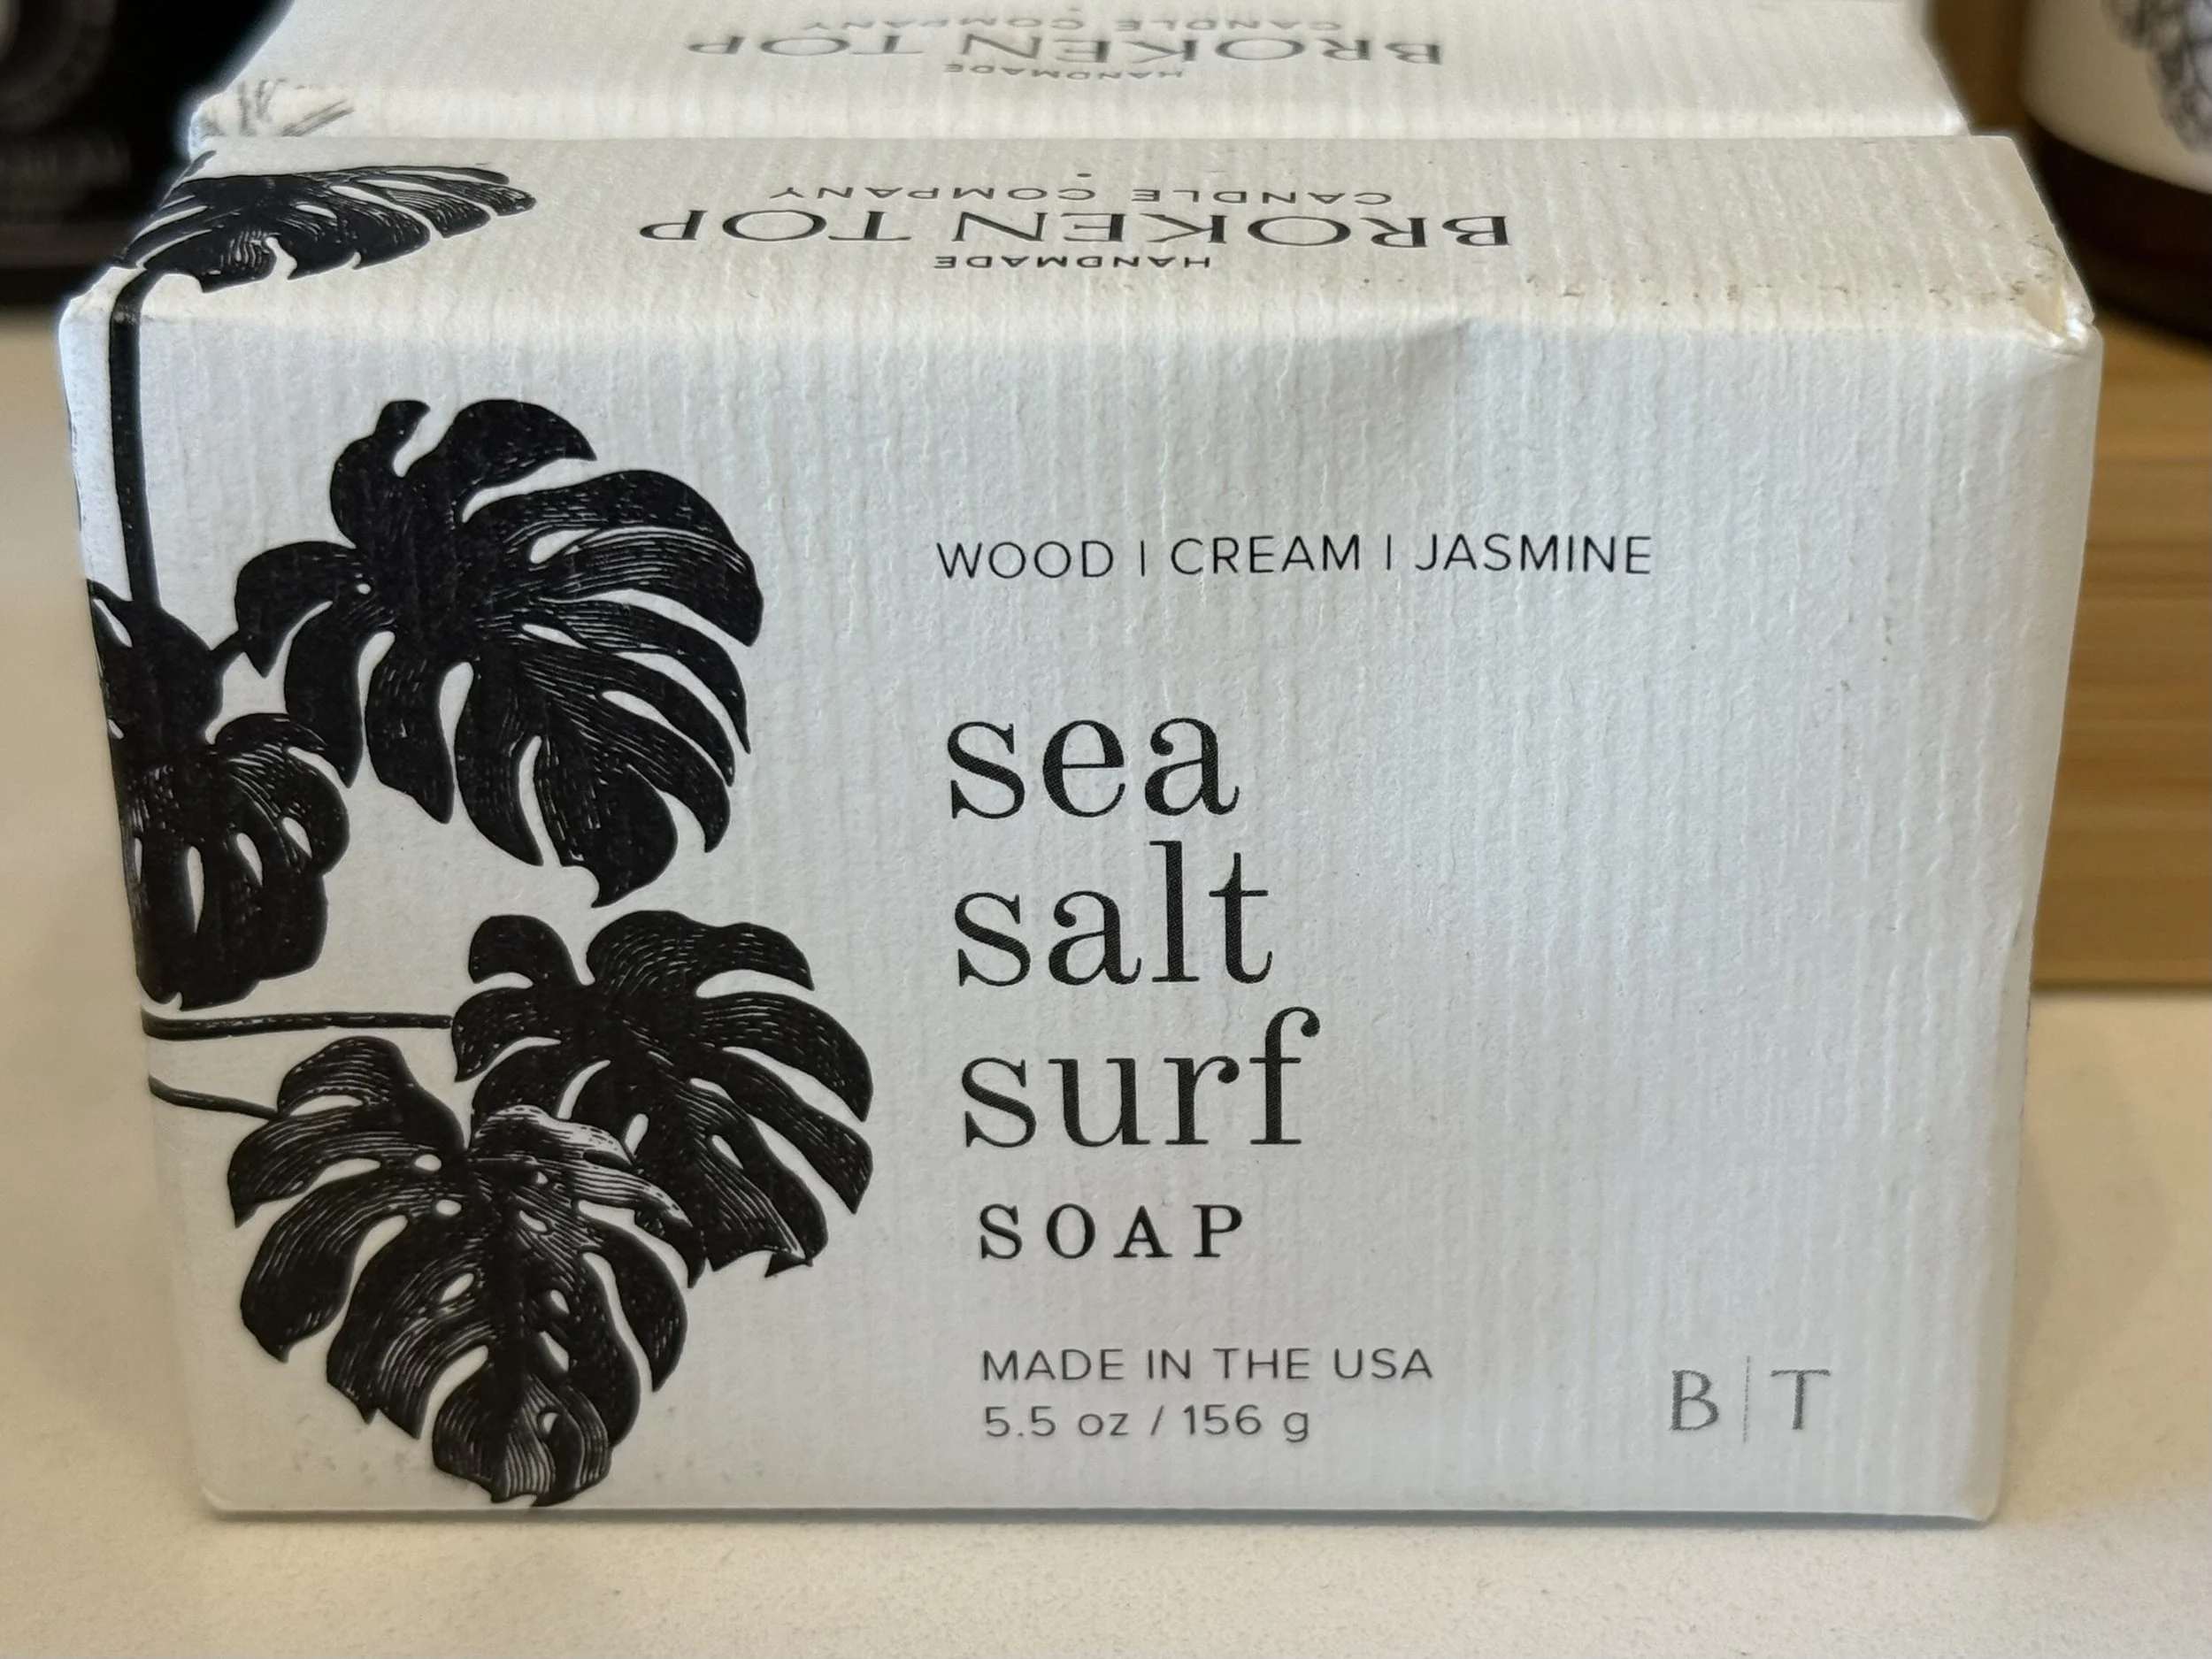 HANDMADE
BROKEN TOP
CANDLE COMPANY
HANDMADE
BROKEN TOP
CANDLE COMPANY
WOOD | CREAM | JASMINE
sea
salt
surf
SOAP
MADE IN THE USA
5.5 oz / 156 g
B|T